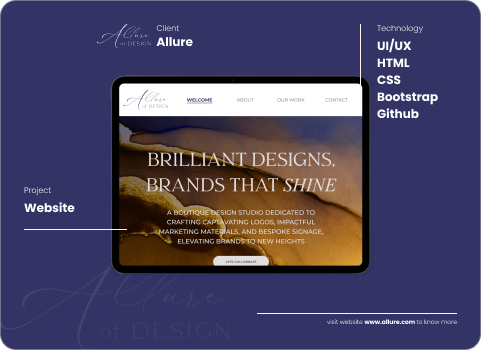 Allure
OF DESIGN
Client
Allure
Technology
UI/UX
HTML
CSS
Bootstrap
Github
Allure
OF DESIGN
WELCOME
ABOUT
OUR WORK
CONTACT
BRILLIANT DESIGNS,
BRANDS THAT SHINE
A BOUTIQUE DESIGN STUDIO DEDICATED TO
CRAFTING CAPTAVATING LOGOS, IMPACTFUL
MARKETING MATERIALS, AND BESPOKE SIGNAGE,
ELEVATING BRANDS TO NEW HEIGHTS
LET'S COLLABORATE
Project
Website
Allure
OF DESIGN
visit website www.allure.com to know more